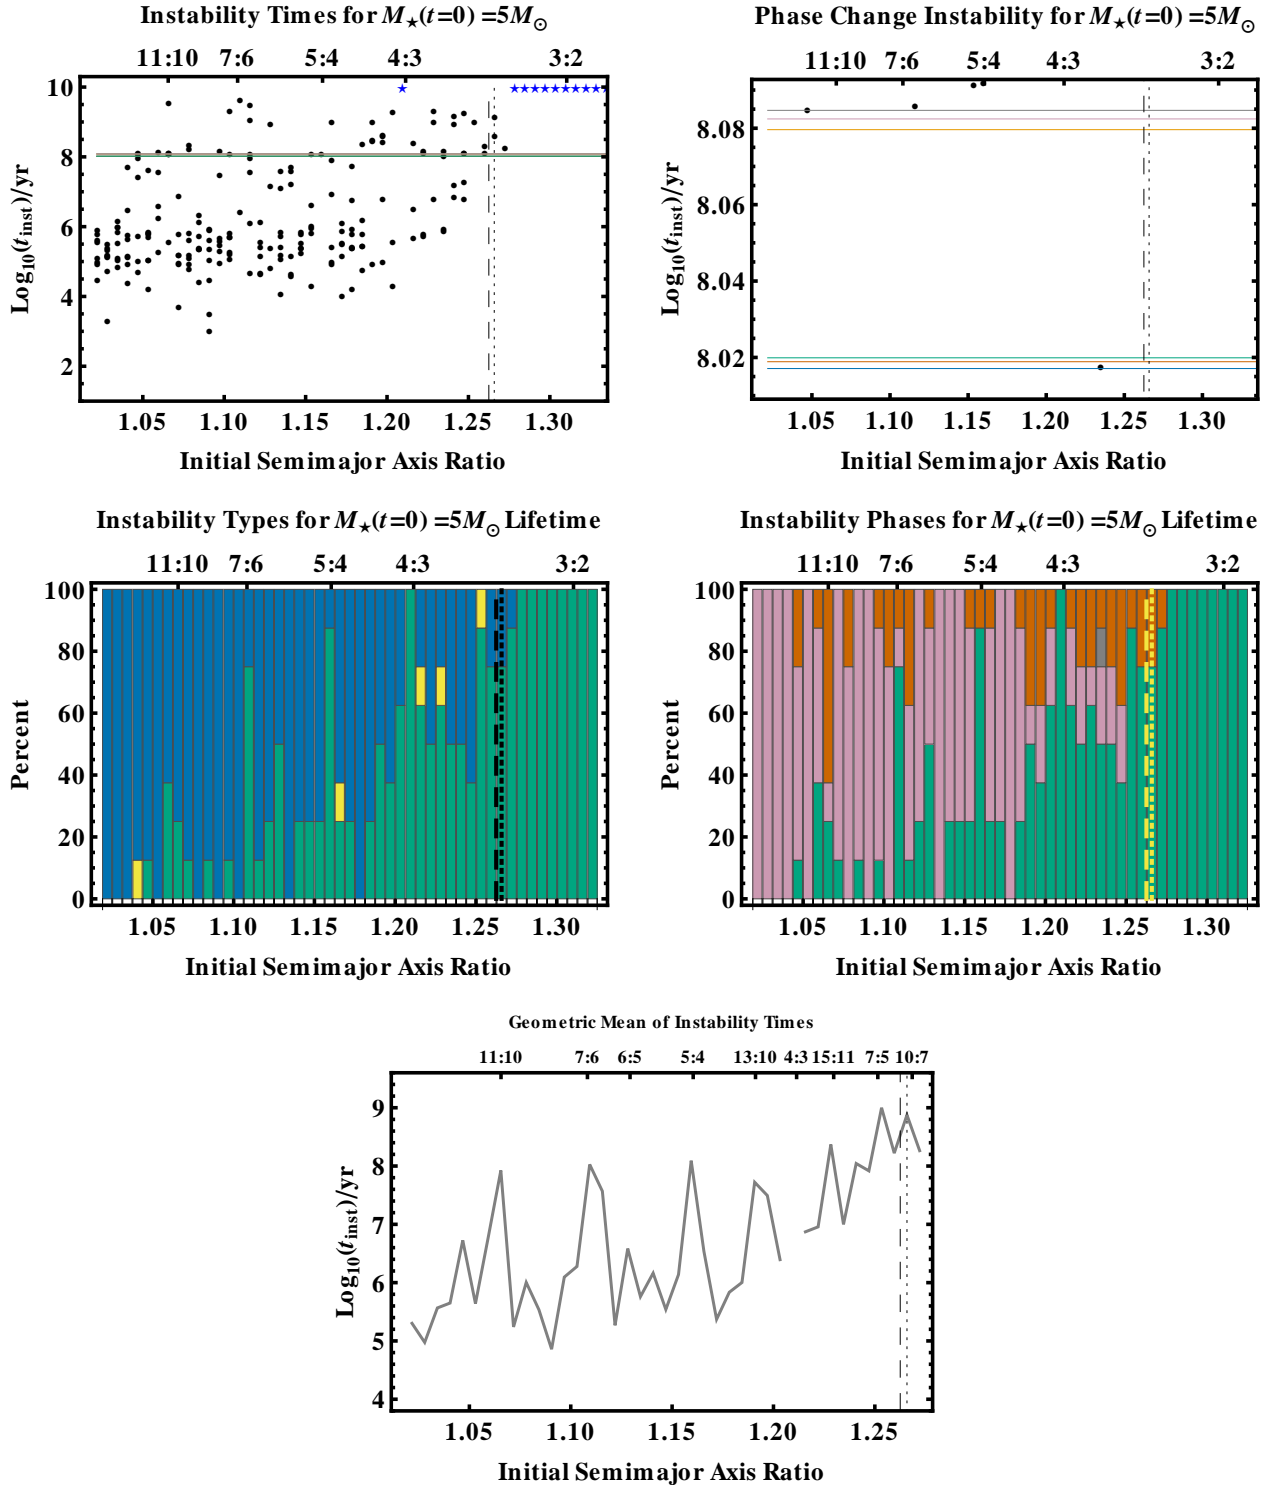 Instability Times for M★(t=0) =5M⊙
11:10 7:6 5:4 4:3 3:2
10
8
6
4
2
Log10(tinst)/yr
1.05 1.10 1.15 1.20 1.25 1.30
Initial Semimajor Axis Ratio
Phase Change Instability for M★(t=0) =5M⊙
11:10 7:6 5:4 4:3 3:2
8.08
8.06
8.04
8.02
Log10(tinst)/yr
1.05 1.10 1.15 1.20 1.25 1.30
Initial Semimajor Axis Ratio
Instability Types for M★(t=0) =5M⊙ Lifetime
11:10 7:6 5:4 4:3 3:2
100
80
60
40
20
0
Percent
1.05 1.10 1.15 1.20 1.25 1.30
Initial Semimajor Axis Ratio
Instability Phases for M★(t=0) =5M⊙ Lifetime
11:10 7:6 5:4 4:3 3:2
100
80
60
40
20
0
Percent
1.05 1.10 1.15 1.20 1.25 1.30
Initial Semimajor Axis Ratio
Geometric Mean of Instability Times
11:10 7:6 6:5 5:4 13:10 4:3 15:11 7:5 10:7
9
8
7
6
5
4
Log10(tinst)/yr
1.05 1.10 1.15 1.20 1.25
Initial Semimajor Axis Ratio